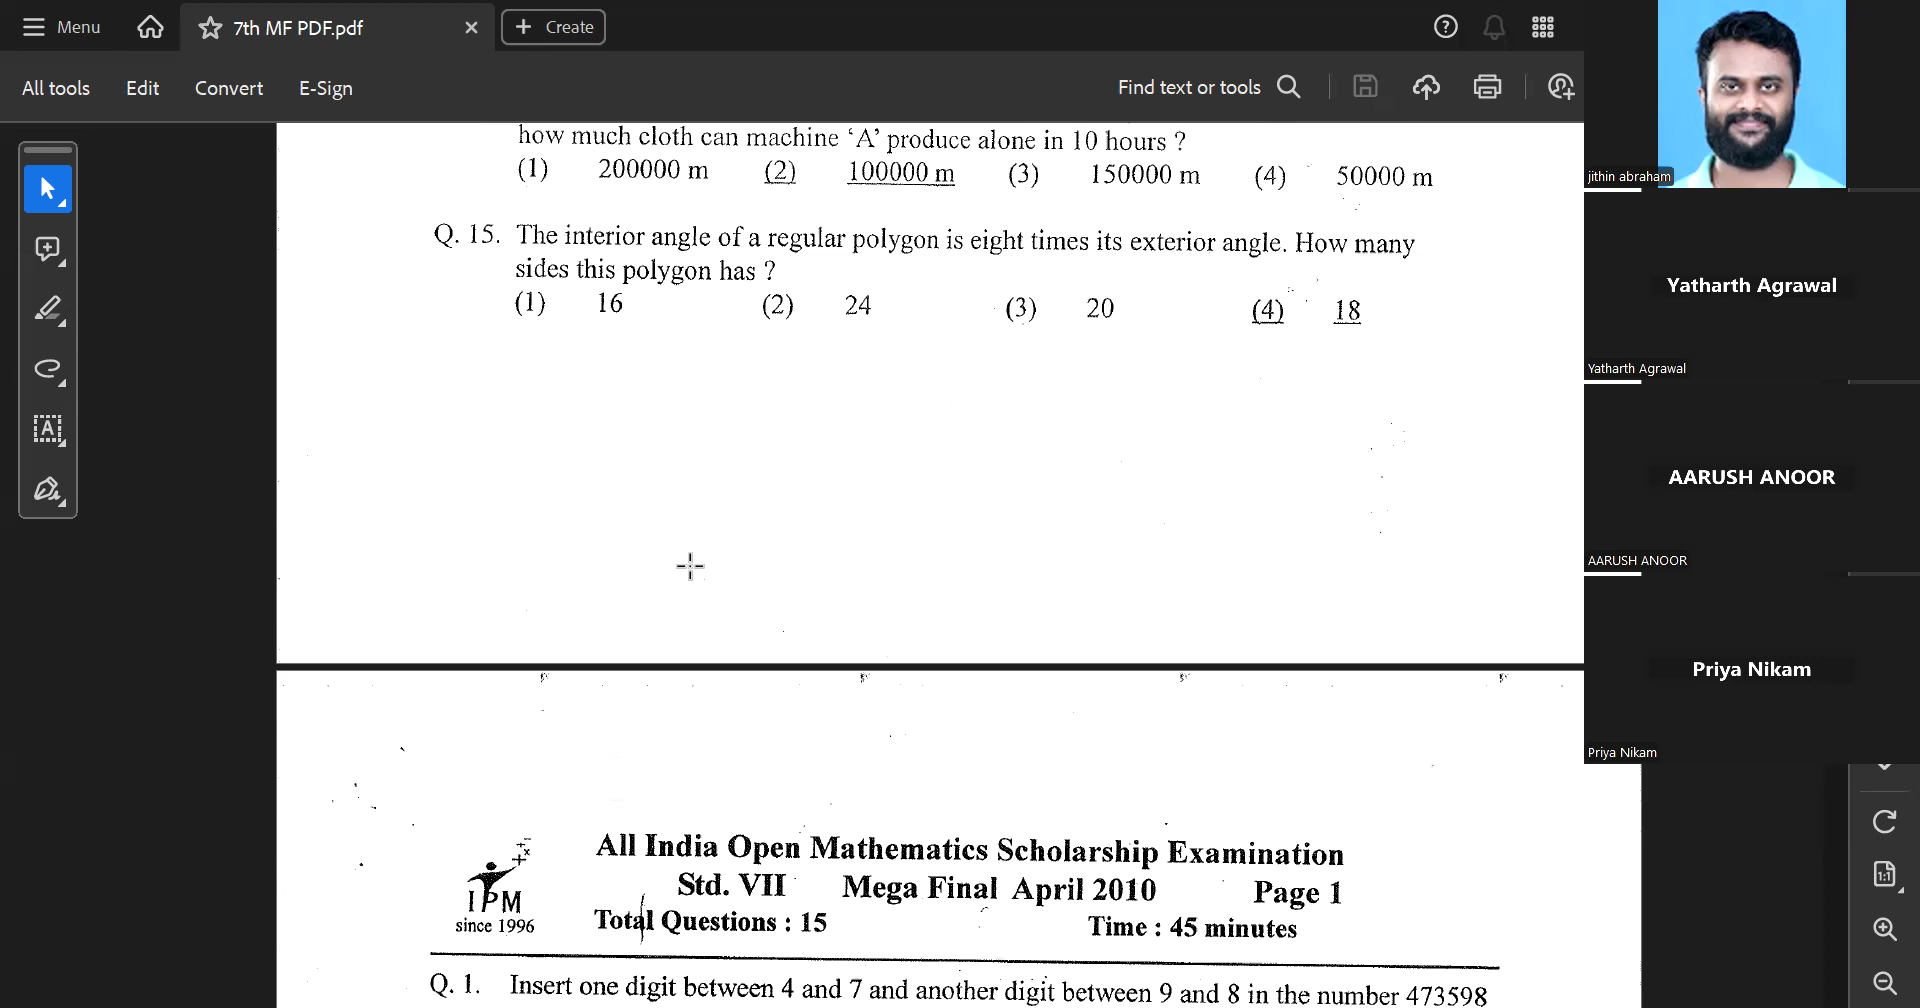 Menu
7th MF PDF.pdf
Create
All tools
Edit
Convert
E-Sign
Find text or tools
how much cloth can machine ‘A’ produce alone in 10 hours ?
(1) 200000 m (2) 100000 m (3) 150000 m (4) 50000 m
Q. 15. The interior angle of a regular polygon is eight times its exterior angle. How many
sides this polygon has ?
(1) 16 (2) 24 (3) 20 (4) 18
IPM
since 1996
All India Open Mathematics Scholarship Examination
Std. VII Mega Final April 2010 Page 1
Total Questions : 15 Time : 45 minutes
Q. 1. Insert one digit between 4 and 7 and another digit between 9 and 8 in the number 473598
jithin abraham
Yatharth Agrawal
Yatharth Agrawal
AARUSH ANOOR
AARUSH ANOOR
Priya Nikam
Priya Nikam
1:1